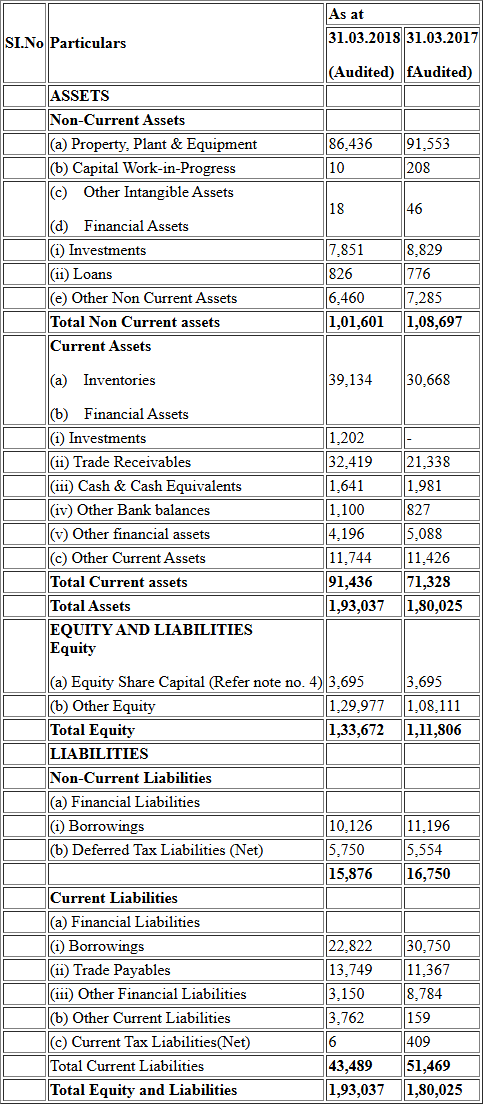 As at
SI.No Particulars 31.03.2018 31.03.2017
(Audited) fAudited)
ASSETS
Non-Current Assets
(a) Property, Plant & Equipment 86,436 91,553
(b) Capital Work-in-Progress 10 208
(c) Other Intangible Assets
18 46
(d) Financial Assets
(i) Investments 7,851 8,829
(ii) Loans 826 776
(e) Other Non Current Assets 6,460 7,285
Total Non Current assets 1,01,601 1,08,697
Current Assets
(a) Inventories 39,134 30,668
(b) Financial Assets
(i) Investments 1,202 -
(ii) Trade Receivables 32,419 21,338
(iii) Cash & Cash Equivalents 1,641 1,981
(iv) Other Bank balances 1,100 827
(v) Other financial assets 4,196 5,088
(c) Other Current Assets 11,744 11,426
Total Current assets 91,436 71,328
Total Assets 1,93,037 1,80,025
EQUITY AND LIABILITIES
Equity
(a) Equity Share Capital (Refer note no. 4) 3,695 3,695
(b) Other Equity 1,29,977 1,08,111
Total Equity 1,33,672 1,11,806
LIABILITIES
Non-Current Liabilities
(a) Financial Liabilities
(i) Borrowings 10,126 11,196
(b) Deferred Tax Liabilities (Net) 5,750 5,554
15,876 16,750
Current Liabilities
(a) Financial Liabilities
(i) Borrowings 22,822 30,750
(ii) Trade Payables 13,749 11,367
(iii) Other Financial Liabilities 3,150 8,784
(b) Other Current Liabilities 3,762 159
(c) Current Tax Liabilities(Net) 6 409
Total Current Liabilities 43,489 51,469
Total Equity and Liabilities 1,93,037 1,80,025